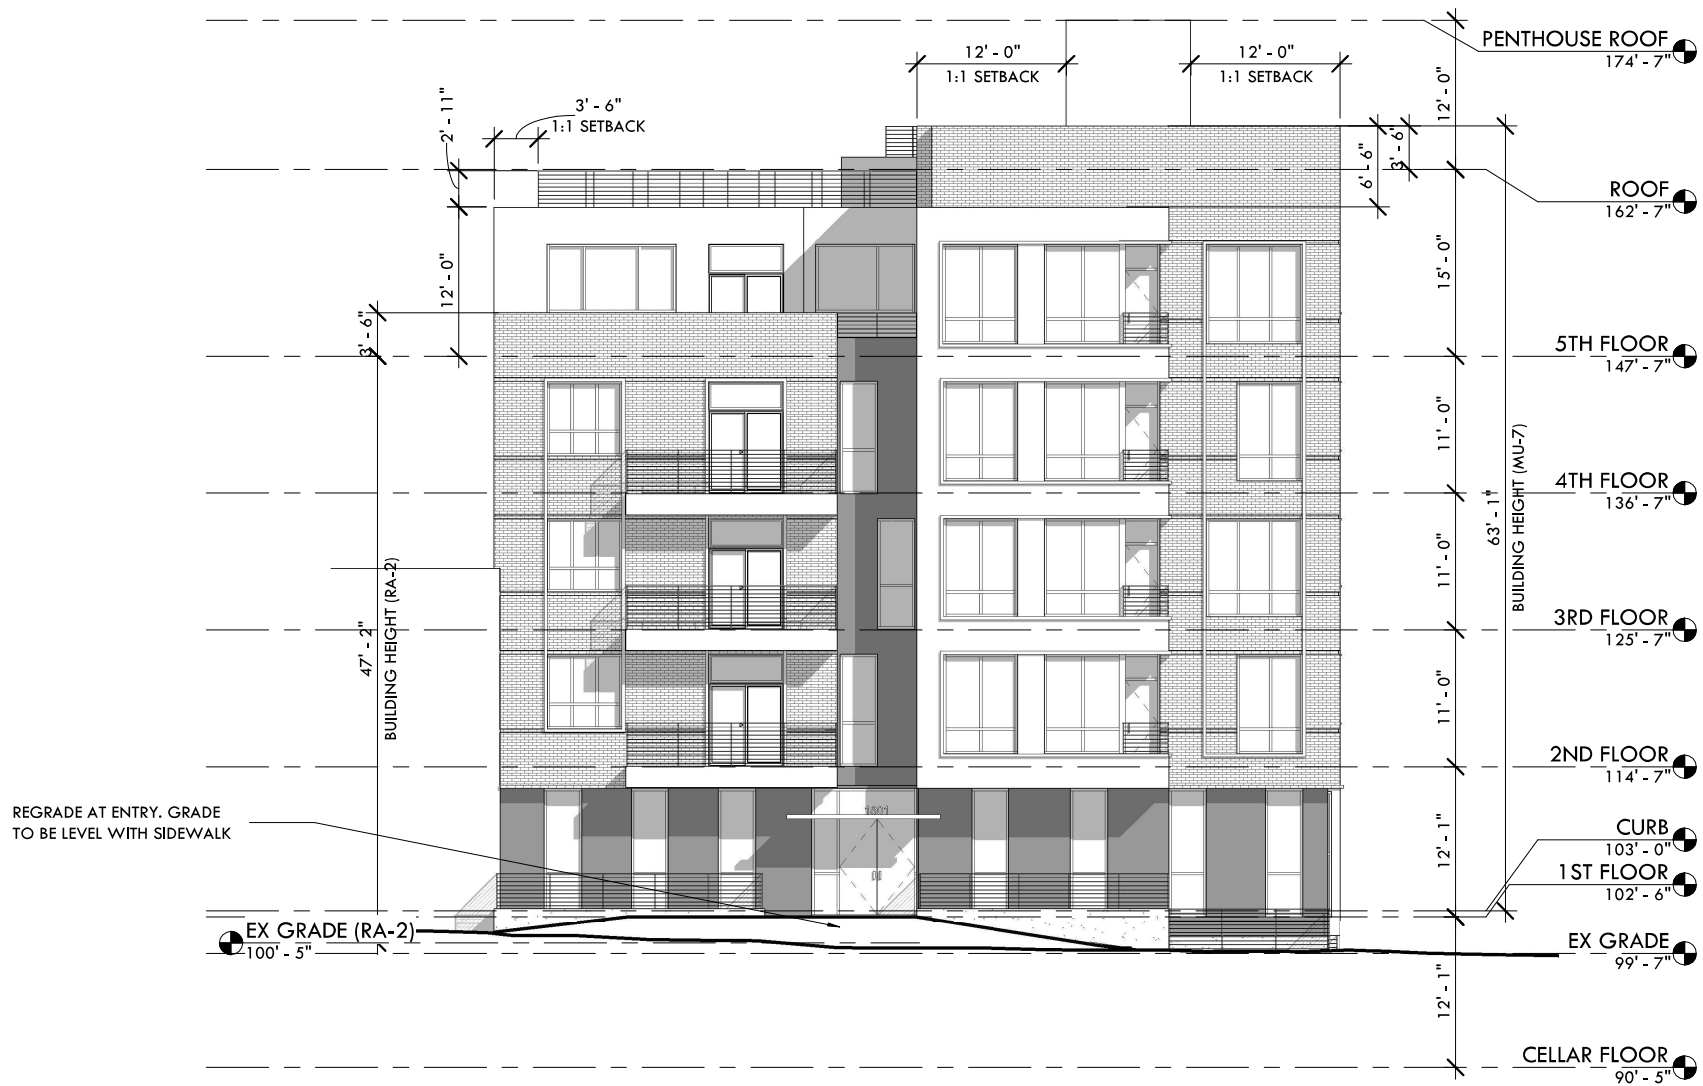 PENTHOUSE ROOF
174' - 7"
12' - 0"
1:1 SETBACK
12' - 0"
1:1 SETBACK
12' - 0"
3' - 6"
1:1 SETBACK
2' - 11"
6' - 6"
3' - 6"
ROOF
162' - 7"
12' - 0"
15' - 0"
3' - 6"
5TH FLOOR
147' - 7"
11' - 0"
4TH FLOOR
136' - 7"
63' - 1"
BUILDING HEIGHT (MU-7)
11' - 0"
47' - 2"
BUILDING HEIGHT (RA-2)
3RD FLOOR
125' - 7"
11' - 0"
2ND FLOOR
114' - 7"
REGRADE AT ENTRY. GRADE
TO BE LEVEL WITH SIDEWALK
1601
12' - 1"
CURB
103' - 0"
1ST FLOOR
102' - 6"
EX GRADE (RA-2)
100' - 5"
EX GRADE
99' - 7"
12' - 1"
CELLAR FLOOR
90' - 5"